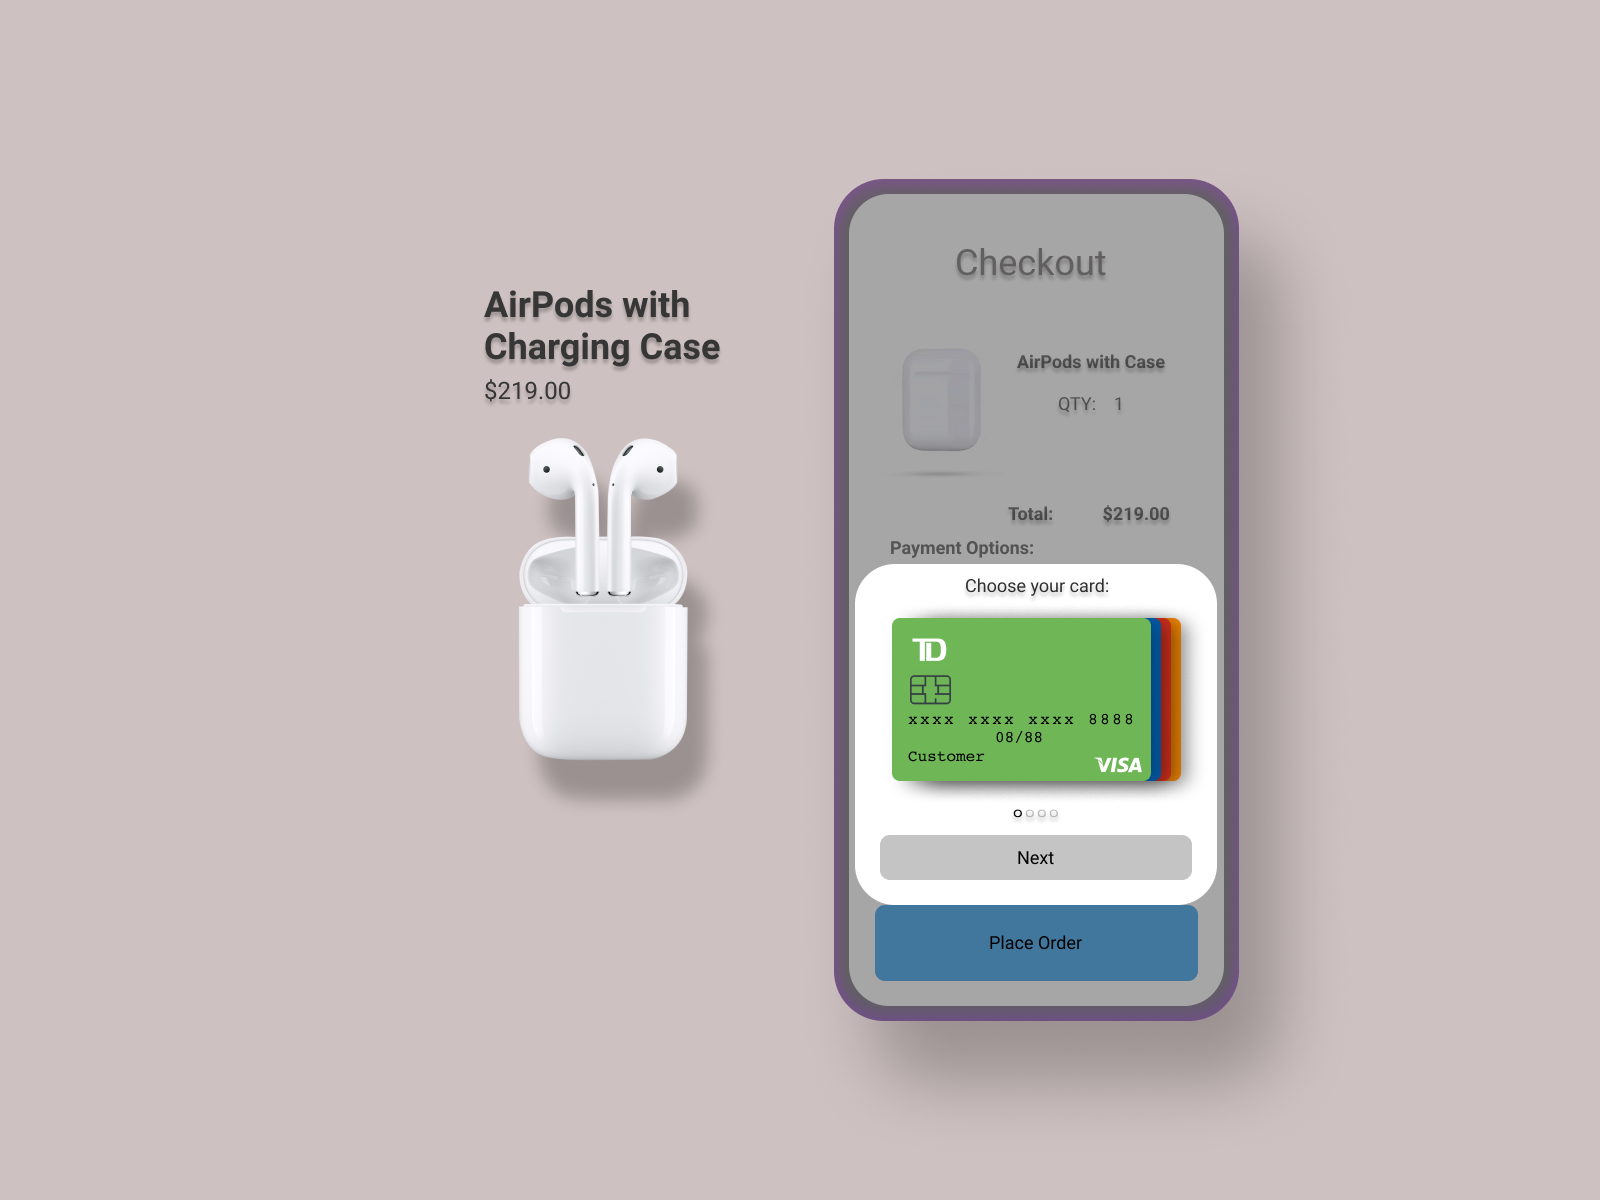 AirPods with
Charging Case
$219.00
Checkout
AirPods with Case
QTY: 1
Total: $219.00
Payment Options:
Choose your card:
TD
xxxx xxxx xxxx 8888
08/88
Customer
VISA
Next
Place Order